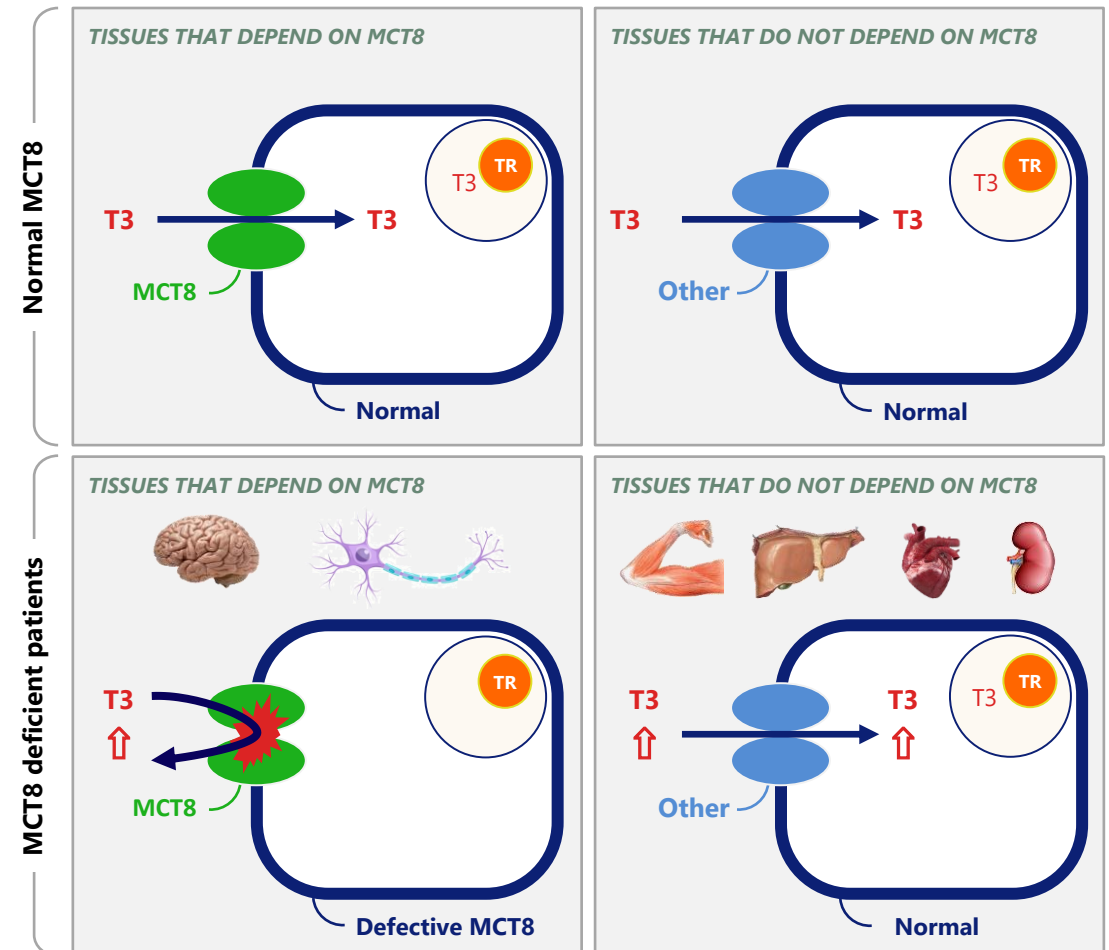 Normal MCT8
TISSUES THAT DEPEND ON MCT8
T3
T3
T3
TR
MCT8
Normal
TISSUES THAT DO NOT DEPEND ON MCT8
T3
T3
T3
TR
Other
Normal
MCT8 deficient patients
TISSUES THAT DEPEND ON MCT8
T3
TR
MCT8
Defective MCT8
TISSUES THAT DO NOT DEPEND ON MCT8
T3
T3
T3
TR
Other
Normal